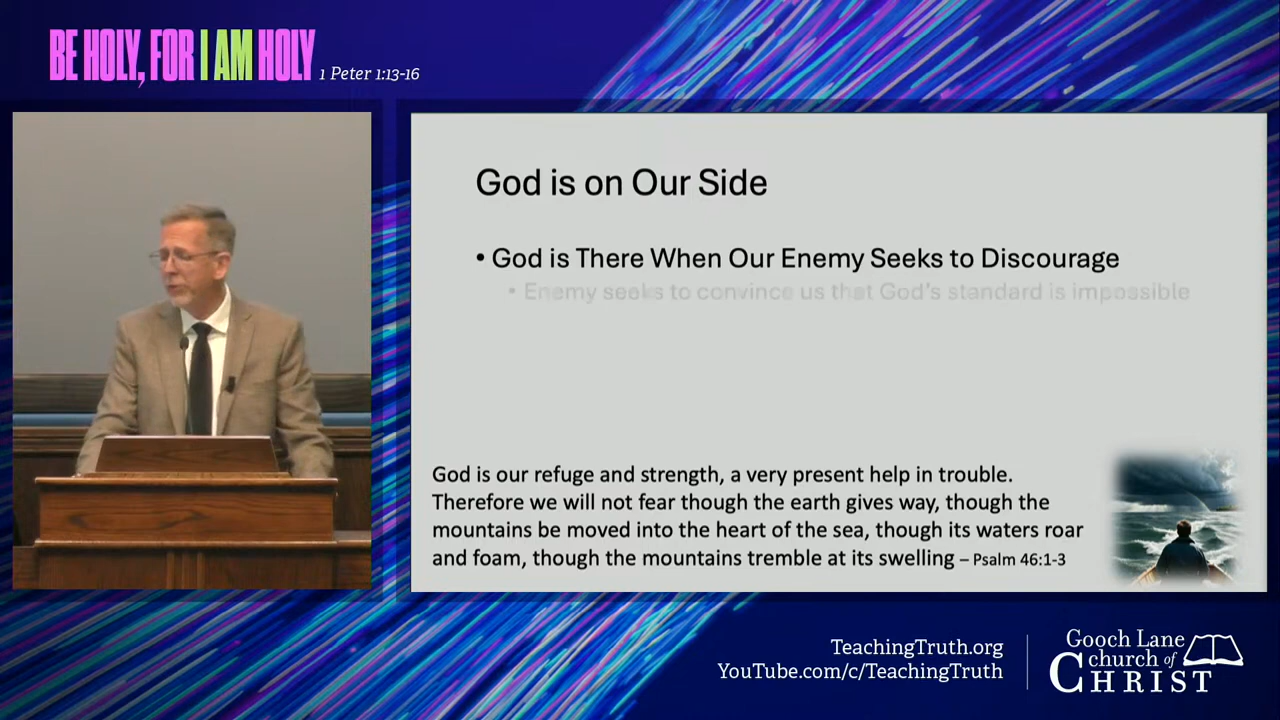 BE HOLY, FOR I AM HOLY 1 Peter 1:13-16
God is on Our Side
• God is There When Our Enemy Seeks to Discourage
• Enemy seeks to convince us that God's standard is impossible
God is our refuge and strength, a very present help in trouble.
Therefore we will not fear though the earth gives way, though the
mountains be moved into the heart of the sea, though its waters roar
and foam, though the mountains tremble at its swelling – Psalm 46:1-3
TeachingTruth.org
YouTube.com/c/TeachingTruth
Gooch Lane
church of
CHRIST